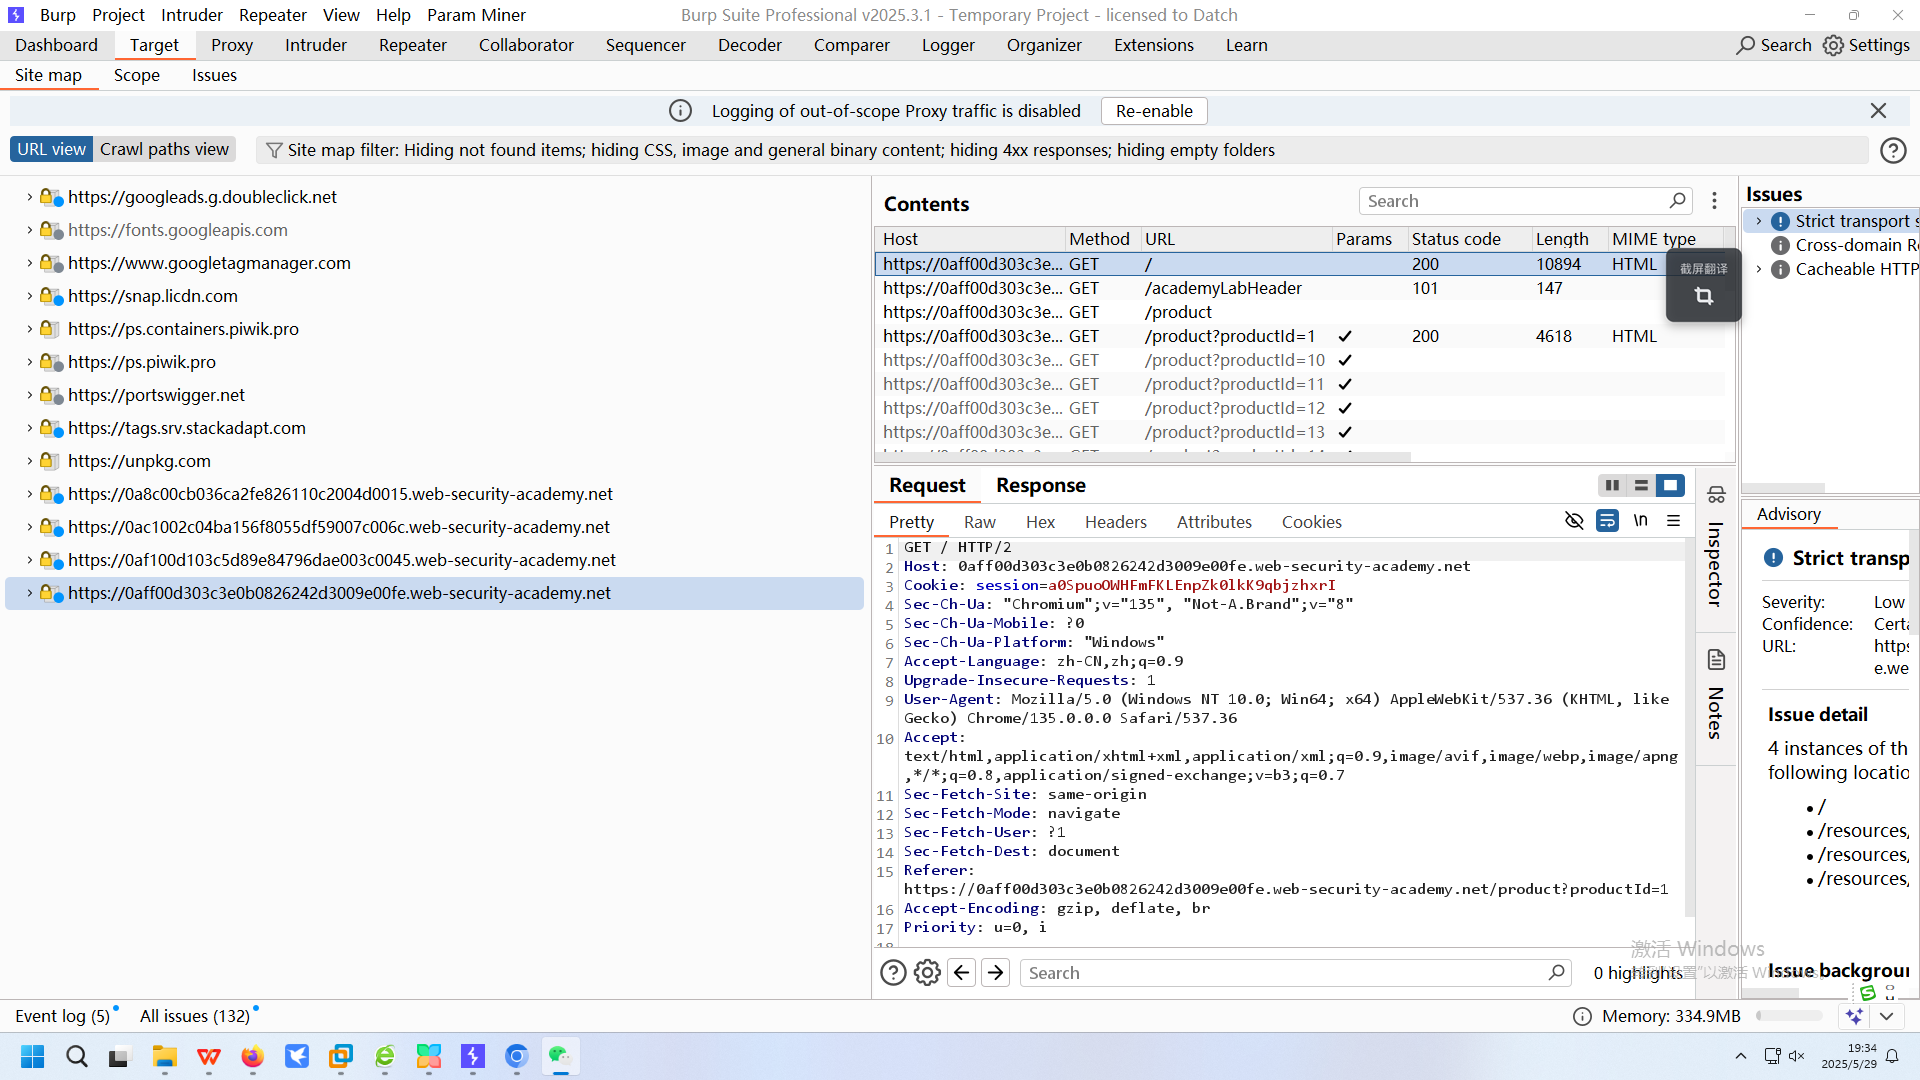 Burp Project Intruder Repeater View Help Param Miner
Burp Suite Professional v2025.3.1 - Temporary Project - licensed to Datch
Dashboard Target Proxy Intruder Repeater Collaborator Sequencer Decoder Comparer Logger Organizer Extensions Learn
Search Settings
Site map Scope Issues
Logging of out-of-scope Proxy traffic is disabled Re-enable
URL view Crawl paths view
Site map filter: Hiding not found items; hiding CSS, image and general binary content; hiding 4xx responses; hiding empty folders
https://googleads.g.doubleclick.net
https://fonts.googleapis.com
https://www.googletagmanager.com
https://snap.licdn.com
https://ps.containers.piwik.pro
https://ps.piwik.pro
https://portswigger.net
https://tags.srv.stackadapt.com
https://unpkg.com
https://0a8c00cb036ca2fe826110c2004d0015.web-security-academy.net
https://0ac1002c04ba156f8055df59007c006c.web-security-academy.net
https://0af100d103c5d89e84796dae003c0045.web-security-academy.net
https://0aff00d303c3e0b0826242d3009e00fe.web-security-academy.net
Contents
Search
Host Method URL Params Status code Length MIME type
https://0aff00d303c3e... GET / 200 10894 HTML
https://0aff00d303c3e... GET /academyLabHeader 101 147
https://0aff00d303c3e... GET /product
https://0aff00d303c3e... GET /product?productId=1 ✓ 200 4618 HTML
https://0aff00d303c3e... GET /product?productId=10 ✓
https://0aff00d303c3e... GET /product?productId=11 ✓
https://0aff00d303c3e... GET /product?productId=12 ✓
https://0aff00d303c3e... GET /product?productId=13 ✓
截屏翻译
Request Response
Pretty Raw Hex Headers Attributes Cookies
\n
1 GET / HTTP/2
2 Host: 0aff00d303c3e0b0826242d3009e00fe.web-security-academy.net
3 Cookie: session=a0SpuoOWHFmFKLEnpZk0lkK9qbjzhxrI
4 Sec-Ch-Ua: "Chromium";v="135", "Not-A.Brand";v="8"
5 Sec-Ch-Ua-Mobile: ?0
6 Sec-Ch-Ua-Platform: "Windows"
7 Accept-Language: zh-CN,zh;q=0.9
8 Upgrade-Insecure-Requests: 1
9 User-Agent: Mozilla/5.0 (Windows NT 10.0; Win64; x64) AppleWebKit/537.36 (KHTML, like
Gecko) Chrome/135.0.0.0 Safari/537.36
10 Accept:
text/html,application/xhtml+xml,application/xml;q=0.9,image/avif,image/webp,image/apng
,*/*;q=0.8,application/signed-exchange;v=b3;q=0.7
11 Sec-Fetch-Site: same-origin
12 Sec-Fetch-Mode: navigate
13 Sec-Fetch-User: ?1
14 Sec-Fetch-Dest: document
15 Referer:
https://0aff00d303c3e0b0826242d3009e00fe.web-security-academy.net/product?productId=1
16 Accept-Encoding: gzip, deflate, br
17 Priority: u=0, i
Search
0 highlights
Inspector
Notes
Issues
Strict transport s
Cross-domain R
Cacheable HTTP
Advisory
Strict transp
Severity: Low
Confidence: Certa
URL: https
e.we
Issue detail
4 instances of th
following locatio
• /
• /resources/
• /resources/
• /resources/
激活 Windows
Issue backgrour
Event log (5) All issues (132)
Memory: 334.9MB
19:34
2025/5/29